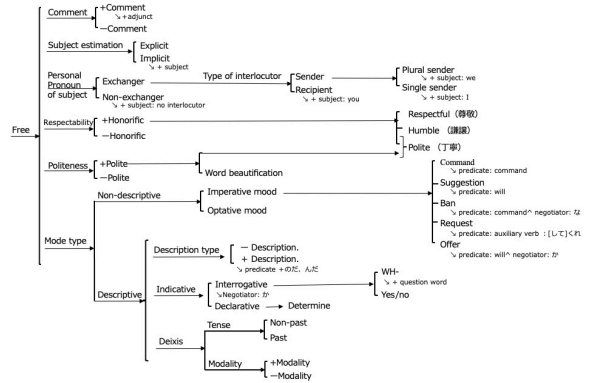 Free
Comment
+Comment
↘ +adjunct
—Comment
Subject estimation
Explicit
Implicit
↘ + subject
Personal
Pronoun
of subject
Exchanger
Non-exchanger
↘ + subject: no interlocutor
Type of interlocutor
Sender
Recipient
↘ + subject: you
Plural sender
↘ + subject: we
Single sender
↘ + subject: I
Respectability
+Honorific
—Honorific
Respectful （尊敬）
Humble （謙譲）
Polite （丁寧）
Politeness
+Polite
—Polite
Word beautification
Mode type
Non-descriptive
Imperative mood
Optative mood
Command
↘ predicate: command
Suggestion
↘ predicate: will
Ban
↘ predicate: command^ negotiator: な
Request
↘ predicate: auxiliary verb ：[して]くれ
Offer
↘ predicate: will^ negotiator: か
Descriptive
Description type
— Description.
+ Description.
↘ predicate +のだ、んだ
Indicative
Interrogative
↘Negotiator: か
Declarative
Determine
WH-
↘ + question word
Yes/no
Deixis
Tense
Non-past
Past
Modality
+Modality
—Modality